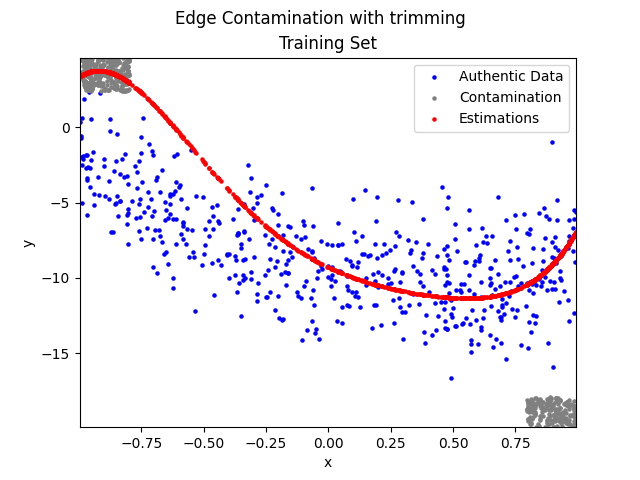 Edge Contamination with trimming
Training Set
Authentic Data
Contamination
Estimations
0
−5
−10
−15
y
−0.75
−0.50
−0.25
0.00
0.25
0.50
0.75
x